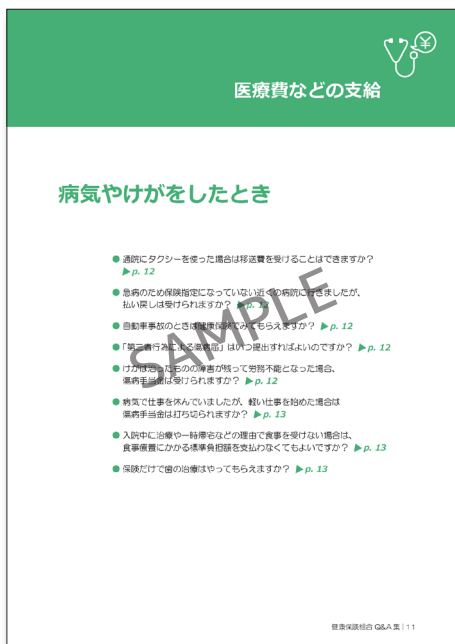 ¥
医療費などの支給
病気やけがをしたとき
● 通院にタクシーを使った場合は移送費を受けることはできますか？
▶p. 12
● 急病のため保険指定になっていない近くの病院に行きましたが、
払い戻しは受けられますか？ ▶p. 12
● 自動車事故のときは健康保険でみてもらえますか？ ▶p. 12
● 「第三者行為による傷病届」はいつ提出すればよいのですか？ ▶p. 12
● けがは治ったものの障害が残って労務不能となった場合、
傷病手当金は受けられますか？ ▶p. 12
● 病気で仕事を休んでいましたが、軽い仕事を始めた場合は
傷病手当金は打ち切られますか？ ▶p. 13
● 入院中に治療や一時帰宅などの理由で食事を受けない場合は、
食事療養にかかる標準負担額を支払わなくてもよいですか？ ▶p. 13
● 保険だけで歯の治療はやってもらえますか？ ▶p. 13
SAMPLE
健康保険組合 Q&A 集 | 11